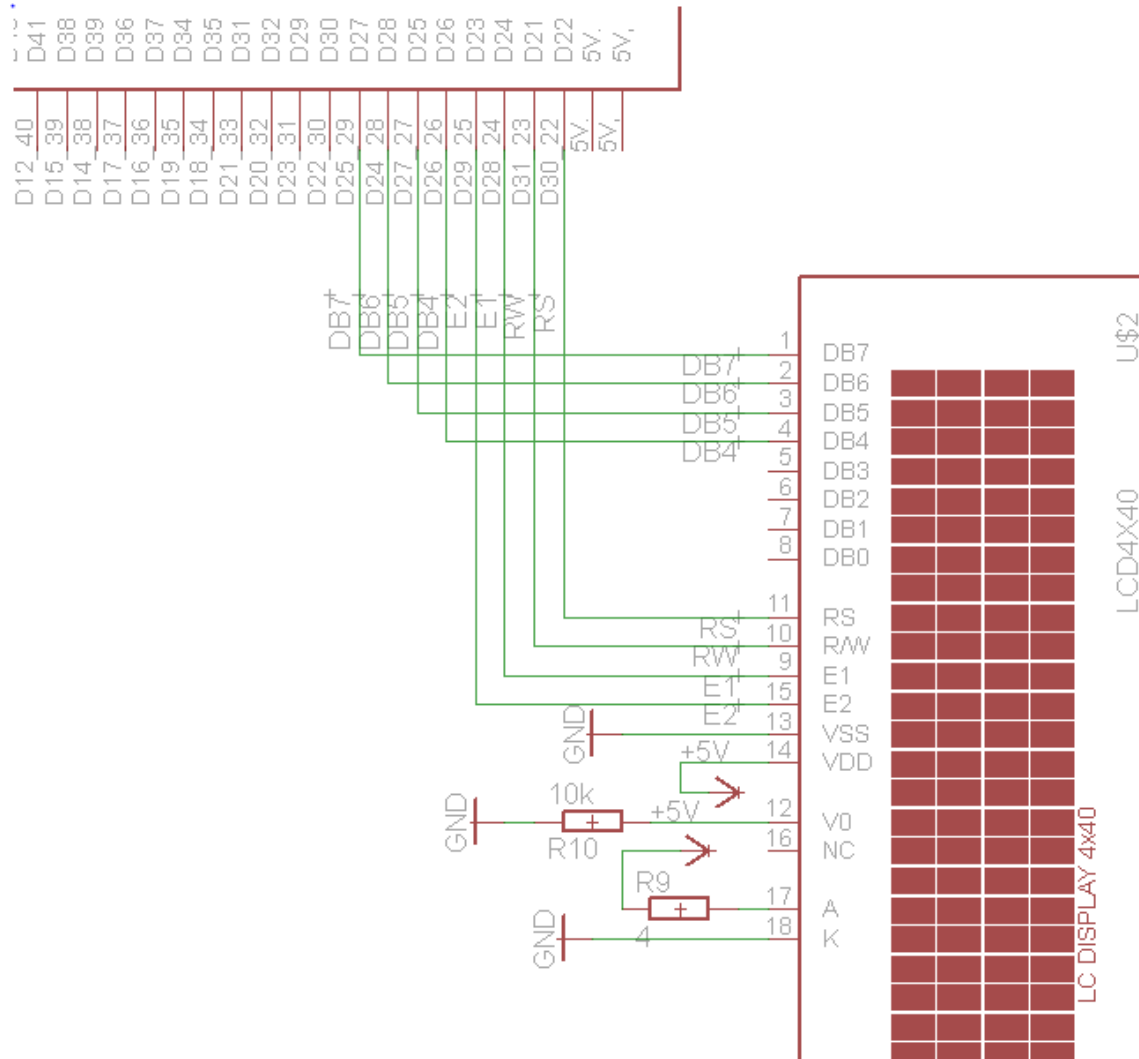 D41
D38
D39
D36
D37
D34
D35
D31
D32
D29
D30
D27
D28
D25
D26
D23
D24
D21
D22
5V.
5V,
40
39
38
37
36
35
34
33
32
31
30
29
28
27
26
25
24
23
22
5V.
5V,
D12
D15
D14
D17
D16
D19
D18
D21
D20
D23
D22
D25
D24
D27
D26
D29
D28
D31
D30
DB7
DB6
DB5
DB4
E2
E1
RW
RS
U$2
LCD4X40
1
DB7
DB7
2
DB6
DB6
3
DB5
DB5
4
DB4
DB4
5
DB3
6
DB2
7
DB1
8
DB0
11
RS
RS
10
R/W
RW
9
E1
E1
15
E2
E2
GND
13
VSS
+5V
14
VDD
GND
10k
R10
+5V
12
V0
16
NC
R9
4
17
A
GND
18
K
LC DISPLAY 4x40